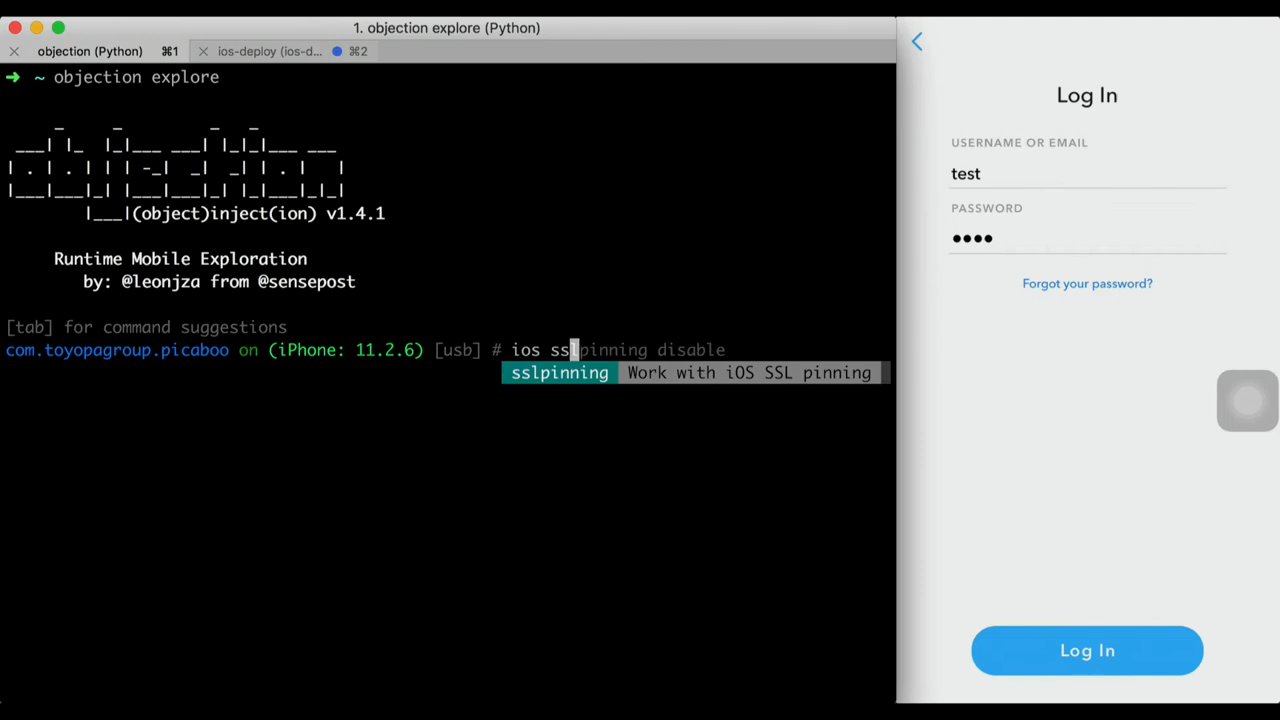 1. objection explore (Python)
objection (Python) ⌘1
ios-deploy (ios-d... ⌘2
➜ ~ objection explore
|___|(object)inject(ion) v1.4.1
Runtime Mobile Exploration
by: @leonjza from @sensepost
[tab] for command suggestions
com.toyopagroup.picaboo on (iPhone: 11.2.6) [usb] # ios sslpinning disable
sslpinning Work with iOS SSL pinning
Log In
USERNAME OR EMAIL
test
PASSWORD
••••
Forgot your password?
Log In